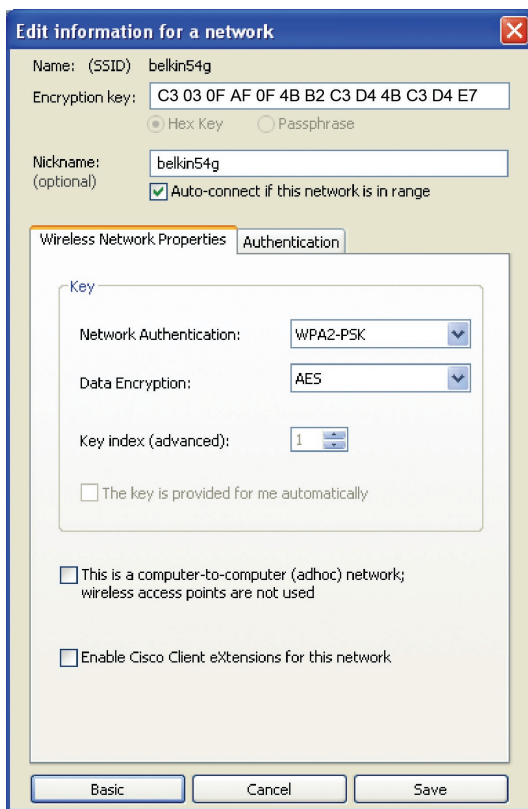 Edit information for a network
Name: (SSID) belkin54g
Encryption key: C3 03 0F AF 0F 4B B2 C3 D4 4B C3 D4 E7
Hex Key Passphrase
Nickname: belkin54g
(optional)
Auto-connect if this network is in range
Wireless Network Properties Authentication
Key
Network Authentication: WPA2-PSK
Data Encryption: AES
Key index (advanced): 1
The key is provided for me automatically
This is a computer-to-computer (adhoc) network;
wireless access points are not used
Enable Cisco Client eXtensions for this network
Basic Cancel Save